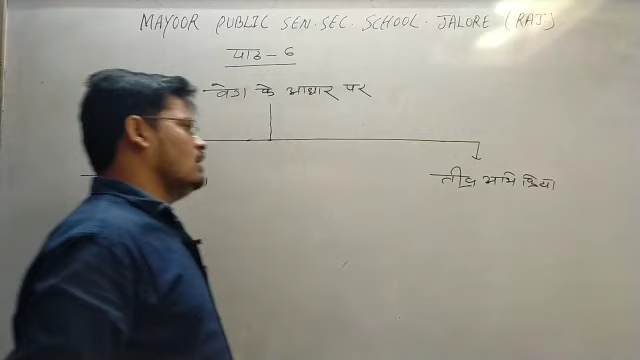 MAYOOR PUBLIC SEN. SEC. SCHOOL. JALORE (RAJ)
पाठ - 6
वेग के आधार पर
तीव्र अभिक्रिया